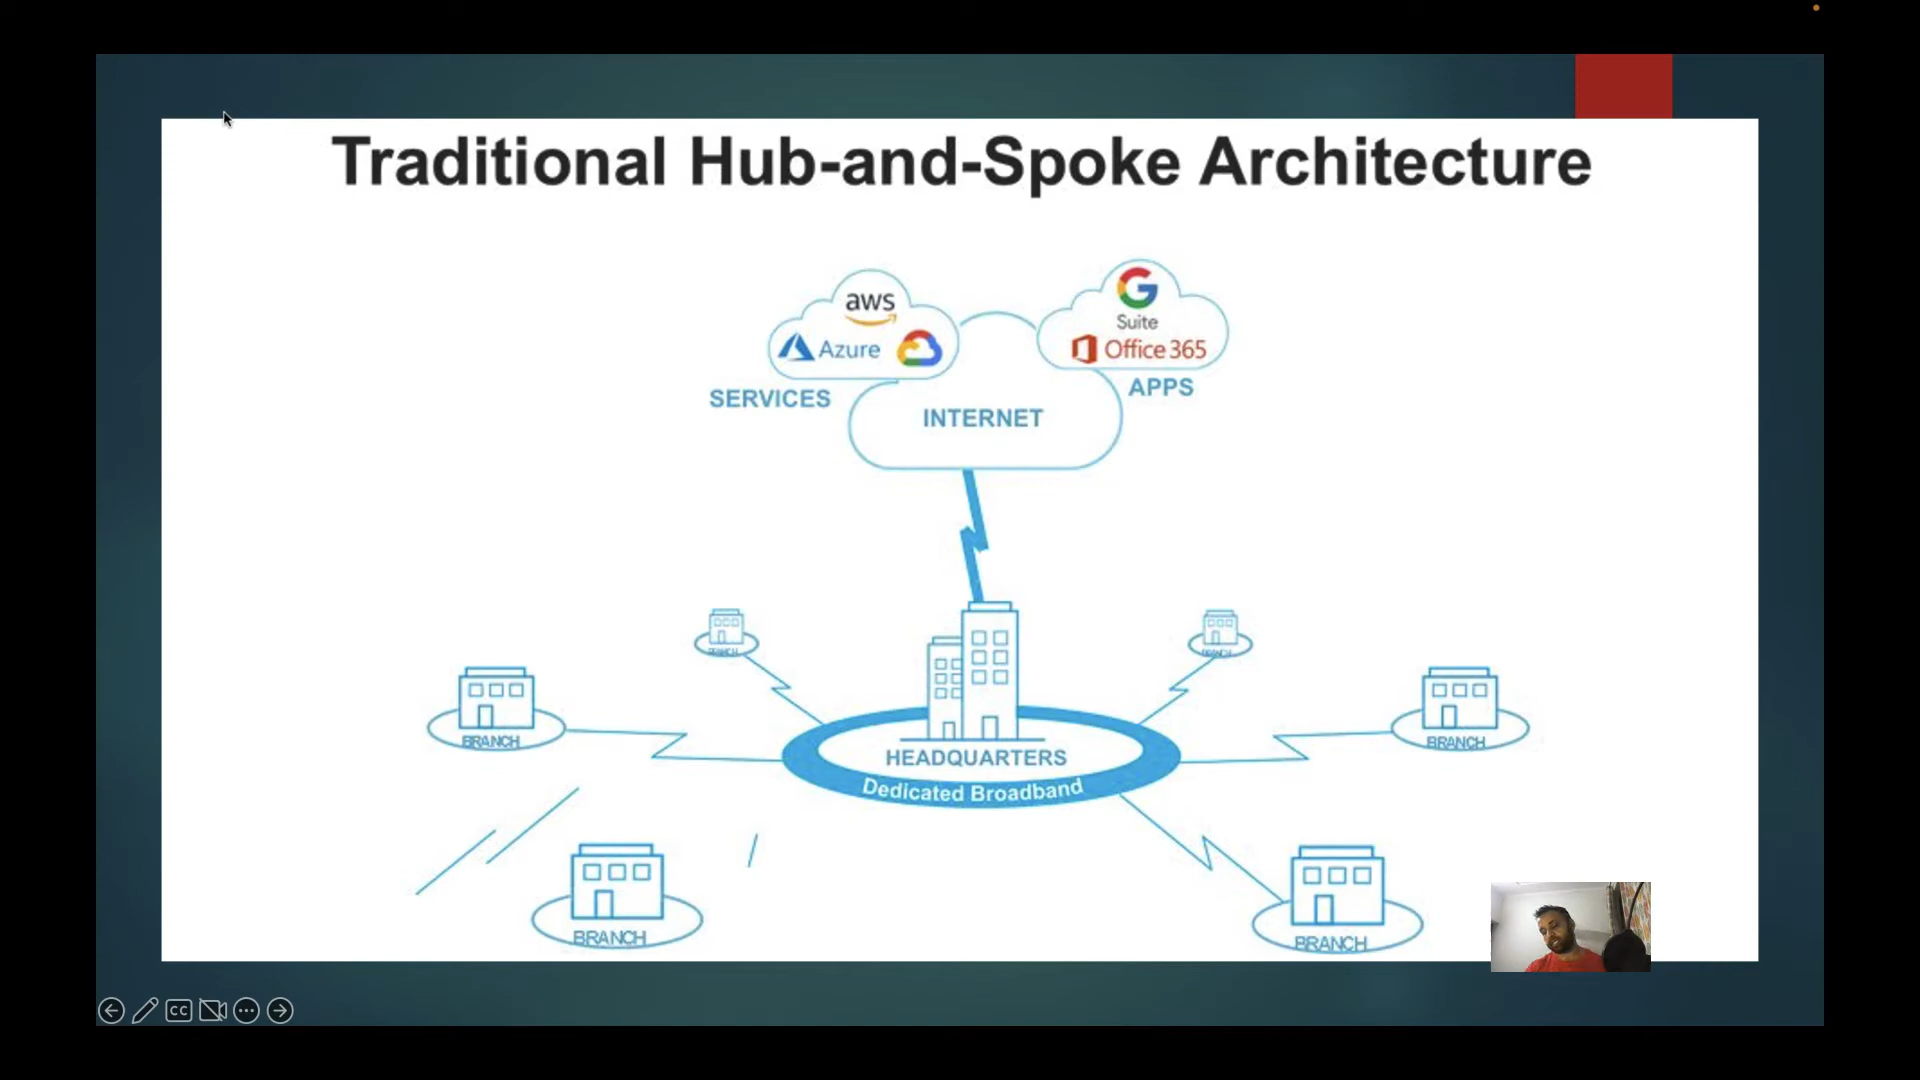 Traditional Hub-and-Spoke Architecture
aws
Azure
G
Suite
Office 365
SERVICES
APPS
INTERNET
BRANCH
BRANCH
BRANCH
BRANCH
HEADQUARTERS
Dedicated Broadband
BRANCH
BRANCH
CC